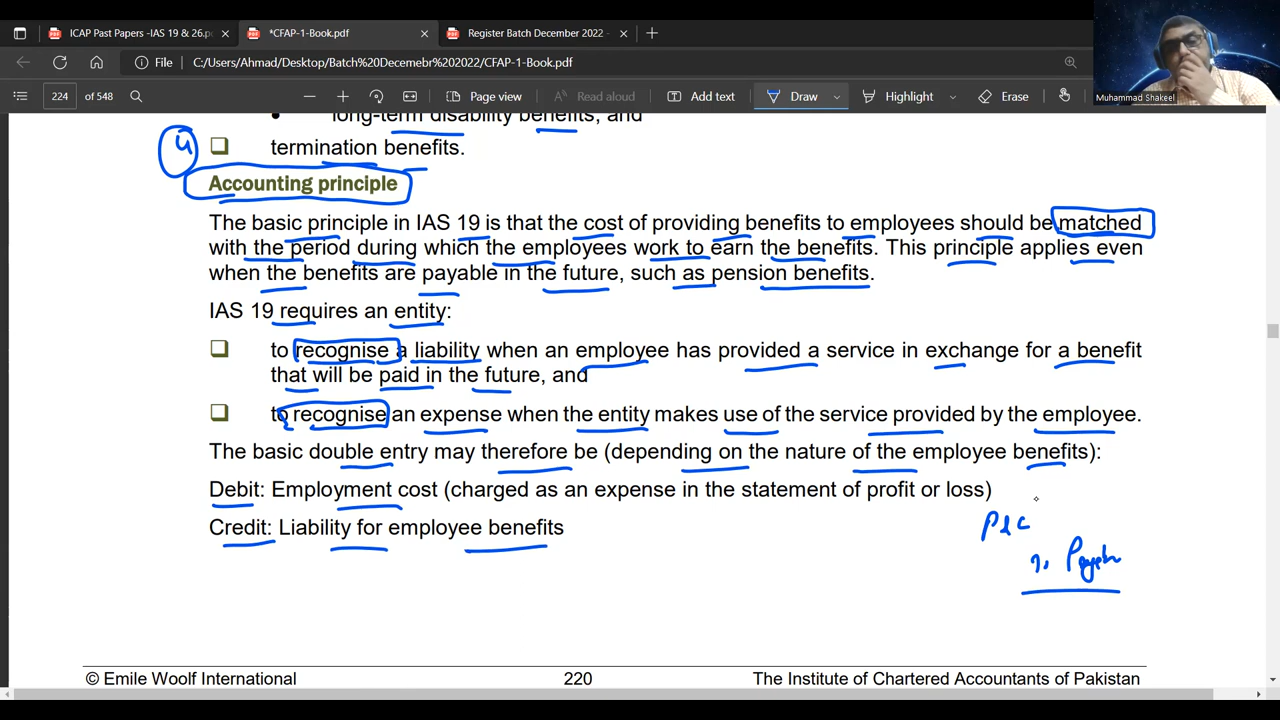 ICAP Past Papers -IAS 19 & 26.pdf
*CFAP-1-Book.pdf
Register Batch December 2022 -
File
C:/Users/Ahmad/Desktop/Batch%20Decemebr%202022/CFAP-1-Book.pdf
224 of 548
Page view
Read aloud
Add text
Draw
Highlight
Erase
Muhammad Shakeel
long-term disability benefits; and
4
termination benefits.
Accounting principle
The basic principle in IAS 19 is that the cost of providing benefits to employees should be matched
with the period during which the employees work to earn the benefits. This principle applies even
when the benefits are payable in the future, such as pension benefits.
IAS 19 requires an entity:
to recognise a liability when an employee has provided a service in exchange for a benefit
that will be paid in the future, and
to recognise an expense when the entity makes use of the service provided by the employee.
The basic double entry may therefore be (depending on the nature of the employee benefits):
Debit: Employment cost (charged as an expense in the statement of profit or loss)
Credit: Liability for employee benefits
© Emile Woolf International
220
The Institute of Chartered Accountants of Pakistan